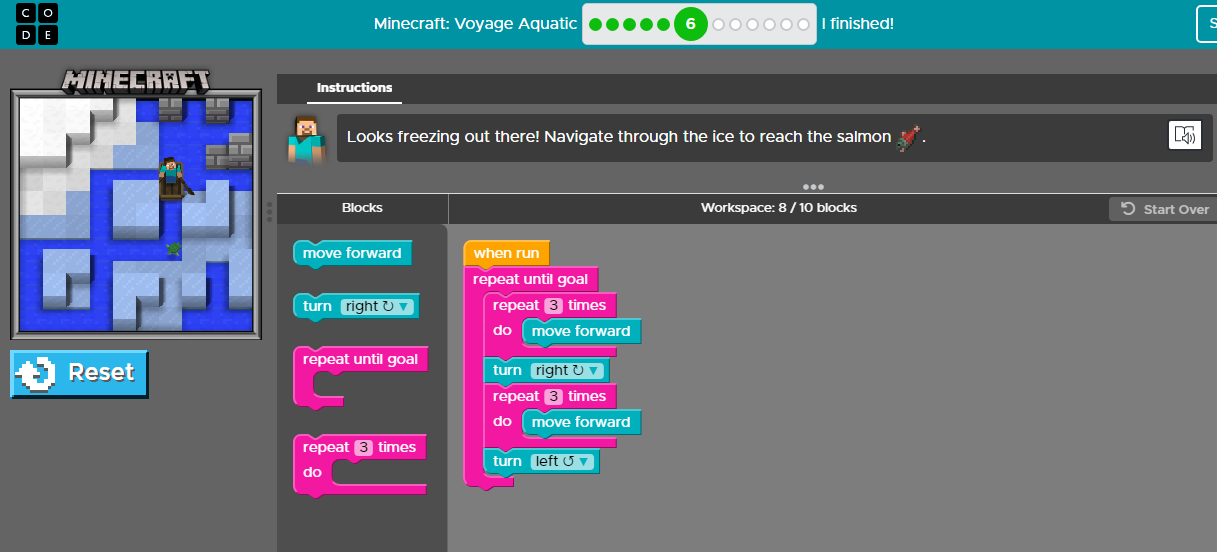 C O
D E
Minecraft: Voyage Aquatic
6
I finished!
S
MINECRAFT
Instructions
Looks freezing out there! Navigate through the ice to reach the salmon .
Blocks
Workspace: 8 / 10 blocks
Start Over
move forward
turn right ↻ ▼
repeat until goal
repeat 3 times
do
when run
repeat until goal
repeat 3 times
do move forward
turn right ↻ ▼
repeat 3 times
do move forward
turn left ↺ ▼
Reset